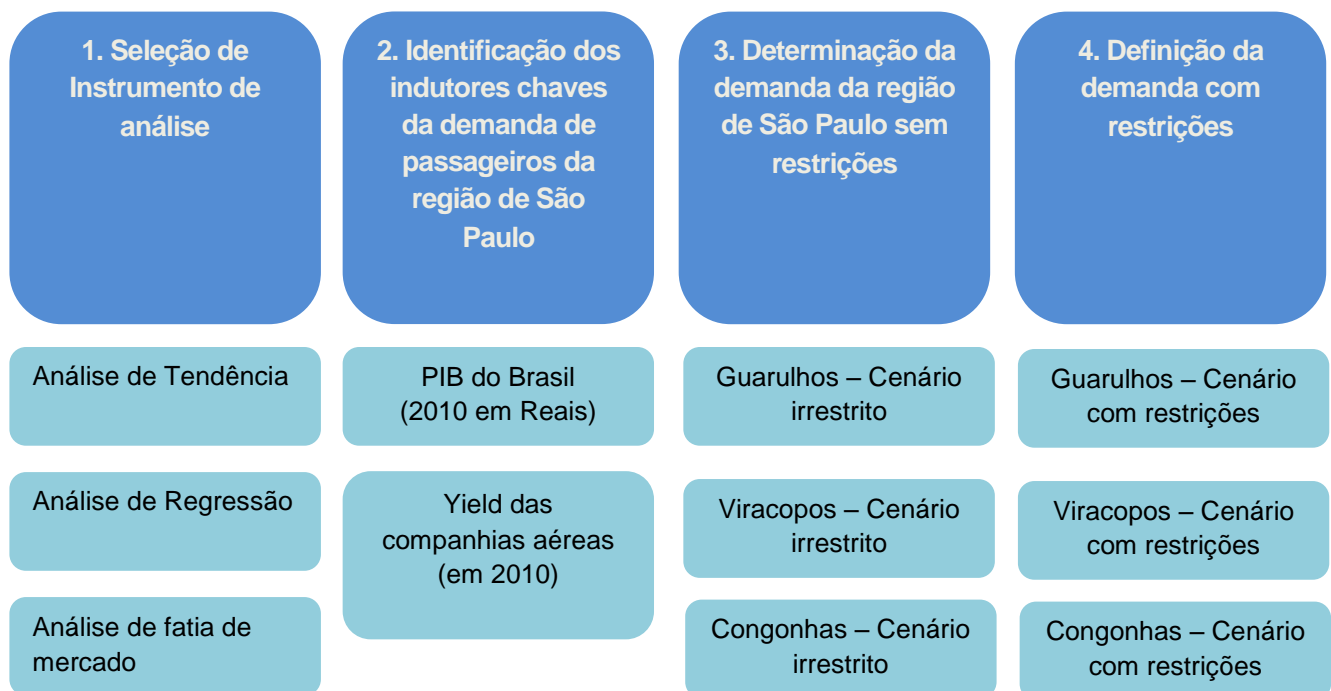 1. Seleção de
Instrumento de
análise
2. Identificação dos
indutores chaves
da demanda de
passageiros da
região de São
Paulo
3. Determinação da
demanda da região
de São Paulo sem
restrições
4. Definição da
demanda com
restrições
Análise de Tendência
Análise de Regressão
Análise de fatia de
mercado
PIB do Brasil
(2010 em Reais)
Yield das
companhias aéreas
(em 2010)
Guarulhos – Cenário
irrestrito
Viracopos – Cenário
irrestrito
Congonhas – Cenário
irrestrito
Guarulhos – Cenário
com restrições
Viracopos – Cenário
com restrições
Congonhas – Cenário
com restrições